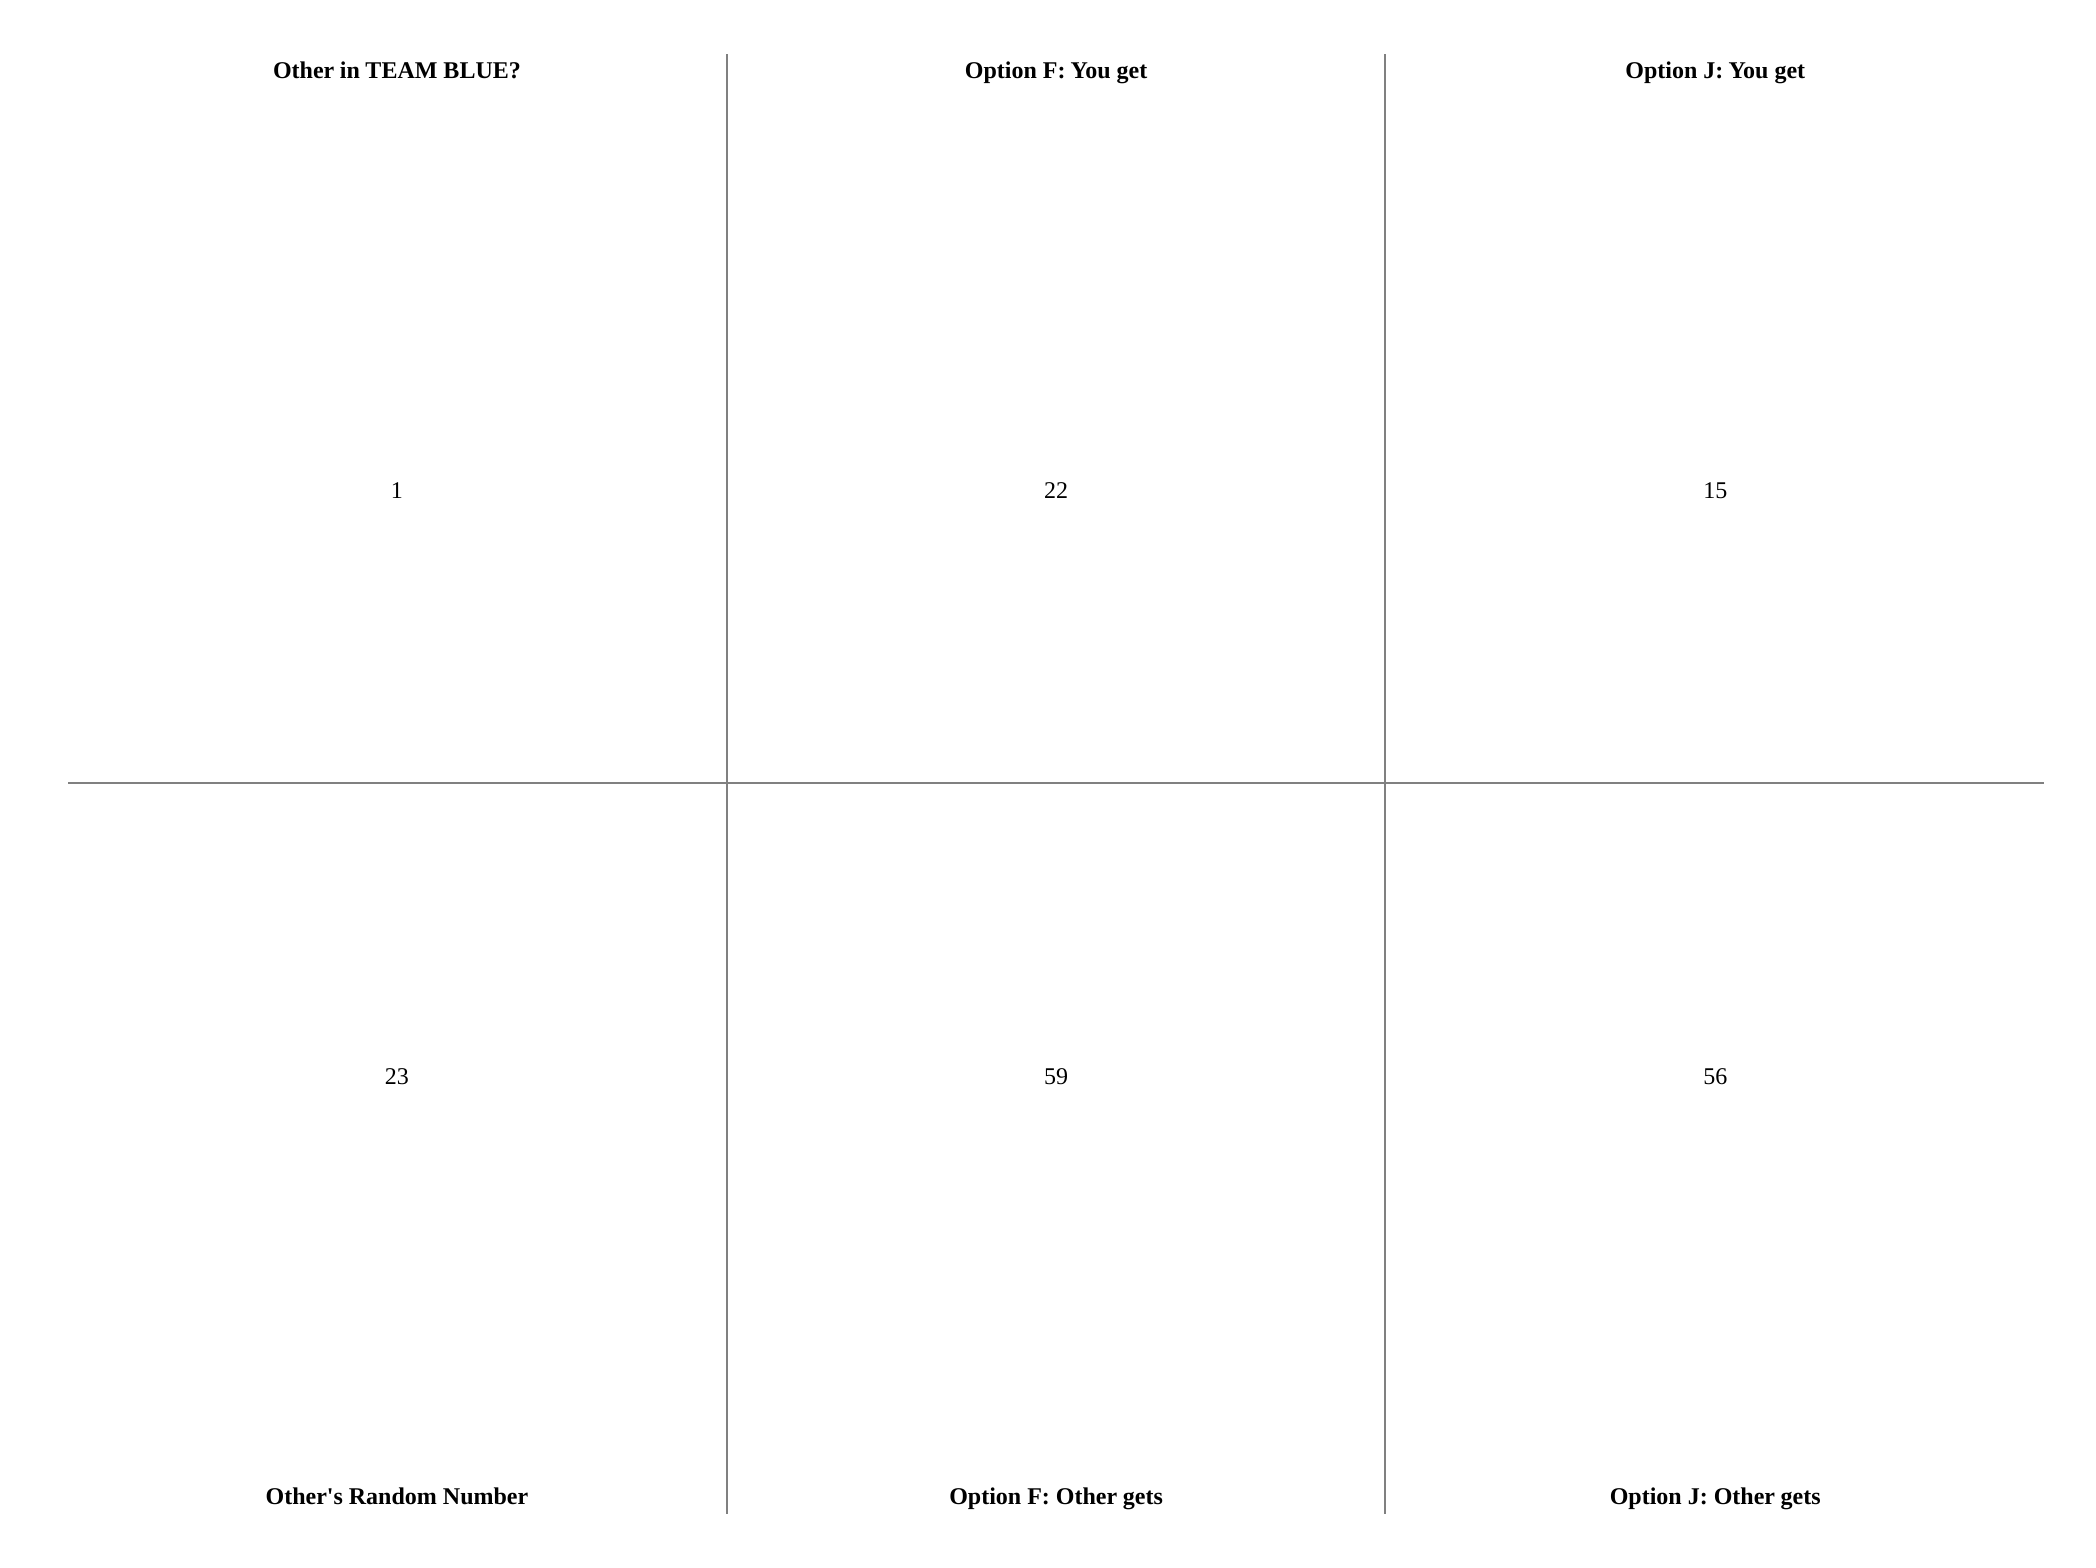 Other in TEAM BLUE?
Option F: You get
Option J: You get
1
22
15
23
59
56
Other's Random Number
Option F: Other gets
Option J: Other gets